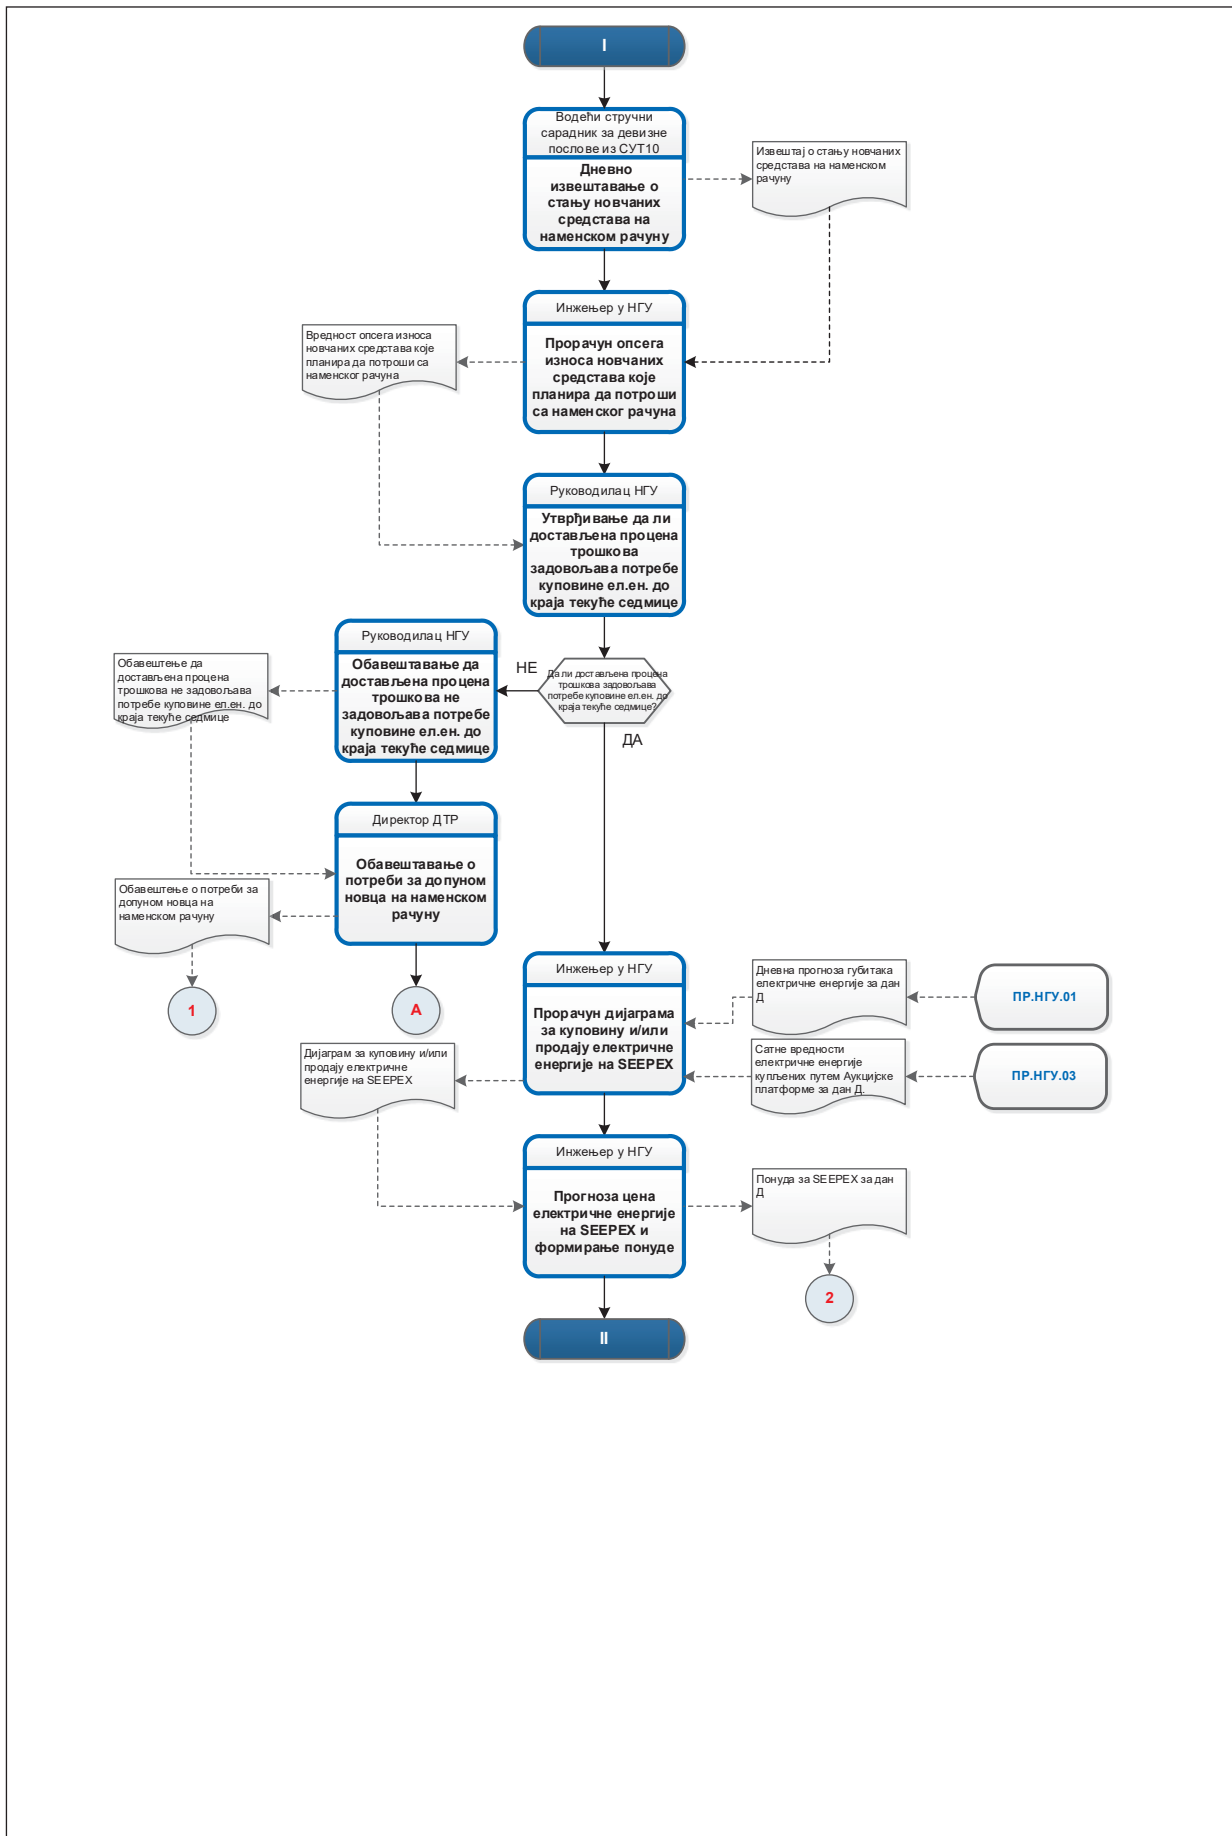 I
Водећи стручни
сарадник за девизне
послове из СУТ10
Дневно
извештавање о
стању новчаних
средстава на
наменском рачуну
Извештај о стању новчаних
средстава на наменском
рачуну
Инжењер у НГУ
Прорачун опсега
износа новчаних
средстава које
планира да потроши
са наменског рачуна
Вредност опсега износа
новчаних средстава које
планира да потроши са
наменског рачуна
Руководилац НГУ
Утврђивање да ли
достављена процена
трошкова
задовољава потребе
куповине ел.ен. до
краја текуће седмице
Да ли достављена процена
трошкова задовољава
потребе куповине ел.ен. до
краја текуће седмице?
НЕ
ДА
Руководилац НГУ
Обавештавање да
достављена процена
трошкова не
задовољава потребе
куповине ел.ен. до
краја текуће седмице
Обавештење да
достављена процена
трошкова не задовољава
потребе куповине ел.ен. до
краја текуће седмице
Директор ДТР
Обавештавање о
потреби за допуном
новца на наменском
рачуну
Обавештење о потреби за
допуном новца на
наменском рачуну
1
А
Инжењер у НГУ
Прорачун дијаграма
за куповину и/или
продају електричне
енергије на SEEPEX
Дневна прогноза губитака
електричне енергије за дан
Д
ПР.НГУ.01
Сатне вредности
електричне енергије
купљених путем Аукцијске
платформе за дан Д.
ПР.НГУ.03
Дијаграм за куповину и/или
продају електричне
енергије на SEEPEX
Инжењер у НГУ
Прогноза цена
електричне енергије
на SEEPEX и
формирање понуде
Понуда за SEEPEX за дан
Д
2
II